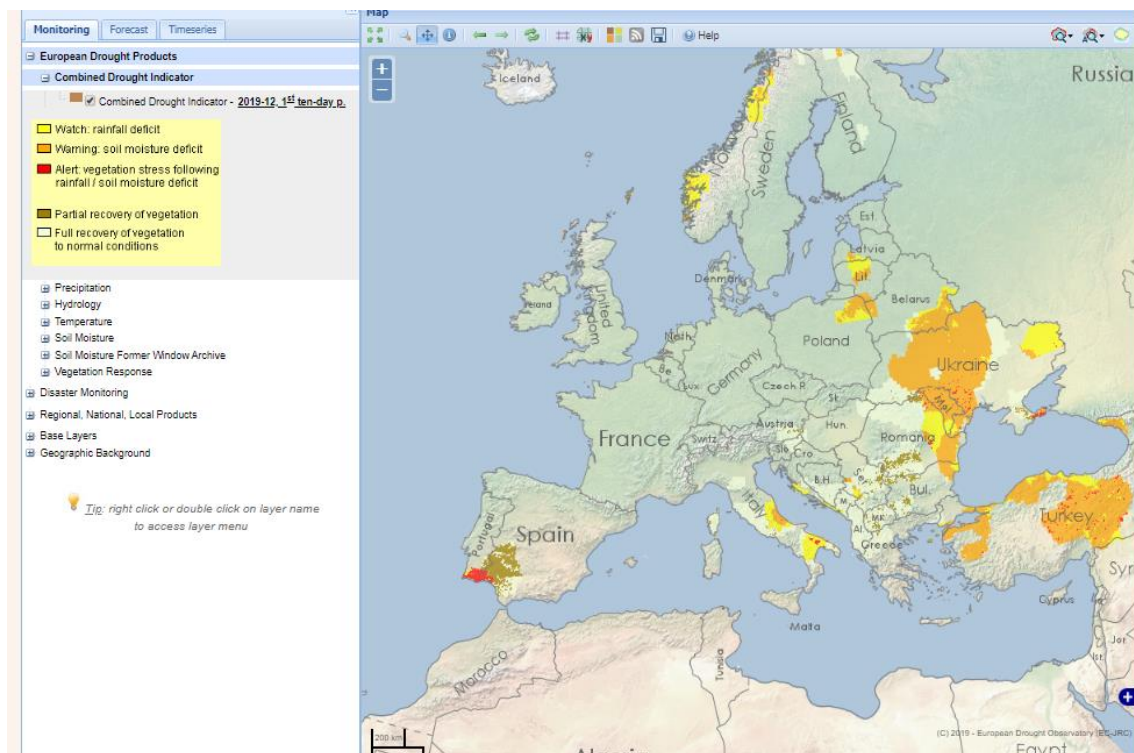 Map
Monitoring
Forecast
Timeseries
Help
European Drought Products
Combined Drought Indicator
Combined Drought Indicator - 2019-12, 1st ten-day p.
Watch: rainfall deficit
Warning: soil moisture deficit
Alert: vegetation stress following
rainfall / soil moisture deficit
Partial recovery of vegetation
Full recovery of vegetation
to normal conditions
Precipitation
Hydrology
Temperature
Soil Moisture
Soil Moisture Former Window Archive
Vegetation Response
Disaster Monitoring
Regional, National, Local Products
Base Layers
Geographic Background
Tip: right click or double click on layer name
to access layer menu
Iceland
Russia
Norway
Sweden
Finland
Est.
Latvia
Lit.
Denmark
Ireland
United
Kingdom
Belarus
Neth.
Be.
Lux.
Germany
Poland
Ukraine
Czech R.
Sk.
Mol.
France
Switz.
Austria
Hun.
Slo.
Cro.
Romania
B.H.
S.
M.
Bul.
Italy
MK
Al.
Greece
Turkey
Portugal
Spain
Syr
Cyprus
Malta
Jor.
Isr.
Morocco
Tunisia
200 km
Algeria
Egypt
(C) 2019 - European Drought Observatory (EC-JRC)